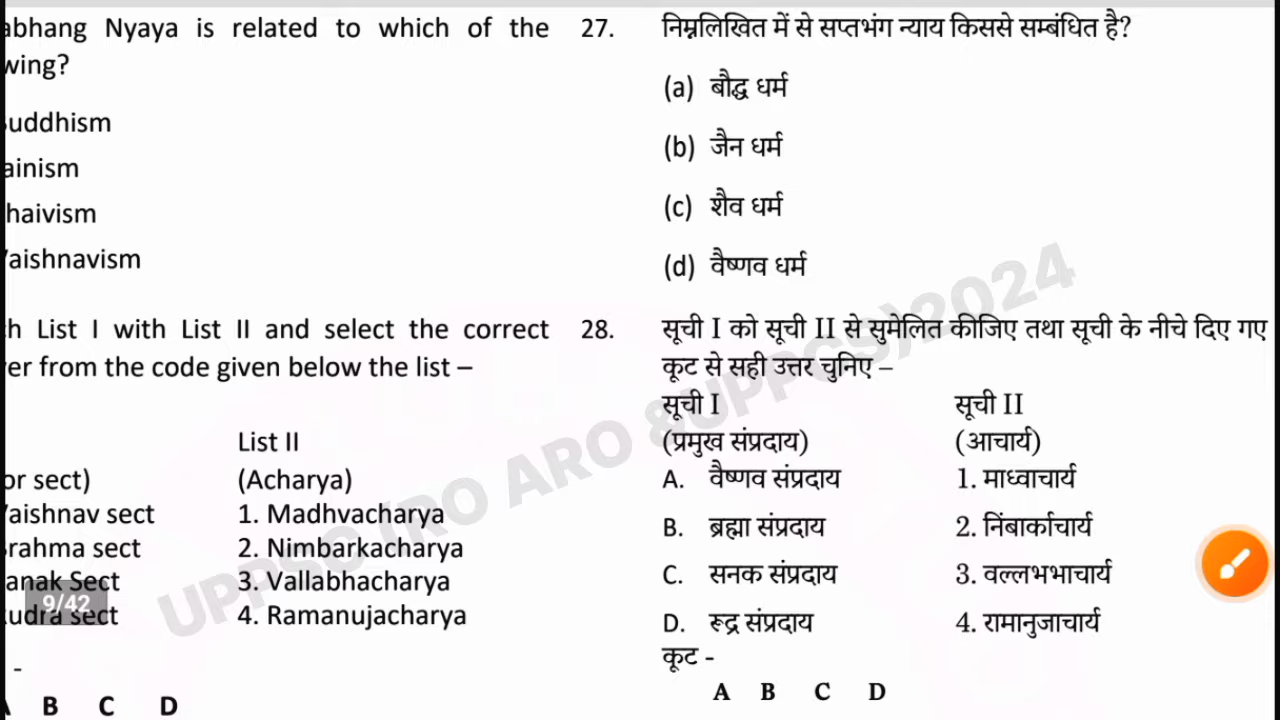 abhang Nyaya is related to which of the
wing?
uddhism
ainism
haivism
aishnavism
h List I with List II and select the correct
er from the code given below the list –
List II
or sect)
(Acharya)
aishnav sect
1. Madhvacharya
rahma sect
2. Nimbarkacharya
anak Sect
3. Vallabhacharya
udra sect
4. Ramanujacharya
-
B C D
9/42
27. निम्नलिखित में से सप्तभंग न्याय किससे सम्बंधित है?
(a) बौद्ध धर्म
(b) जैन धर्म
(c) शैव धर्म
(d) वैष्णव धर्म
28. सूची I को सूची II से सुमेलित कीजिए तथा सूची के नीचे दिए गए
कूट से सही उत्तर चुनिए –
सूची I सूची II
(प्रमुख संप्रदाय) (आचार्य)
A. वैष्णव संप्रदाय 1. माध्वाचार्य
B. ब्रह्मा संप्रदाय 2. निंबार्काचार्य
C. सनक संप्रदाय 3. वल्लभभाचार्य
D. रूद्र संप्रदाय 4. रामानुजाचार्य
कूट -
A B C D
UPPSC (RO ARO &UPPCS)2024